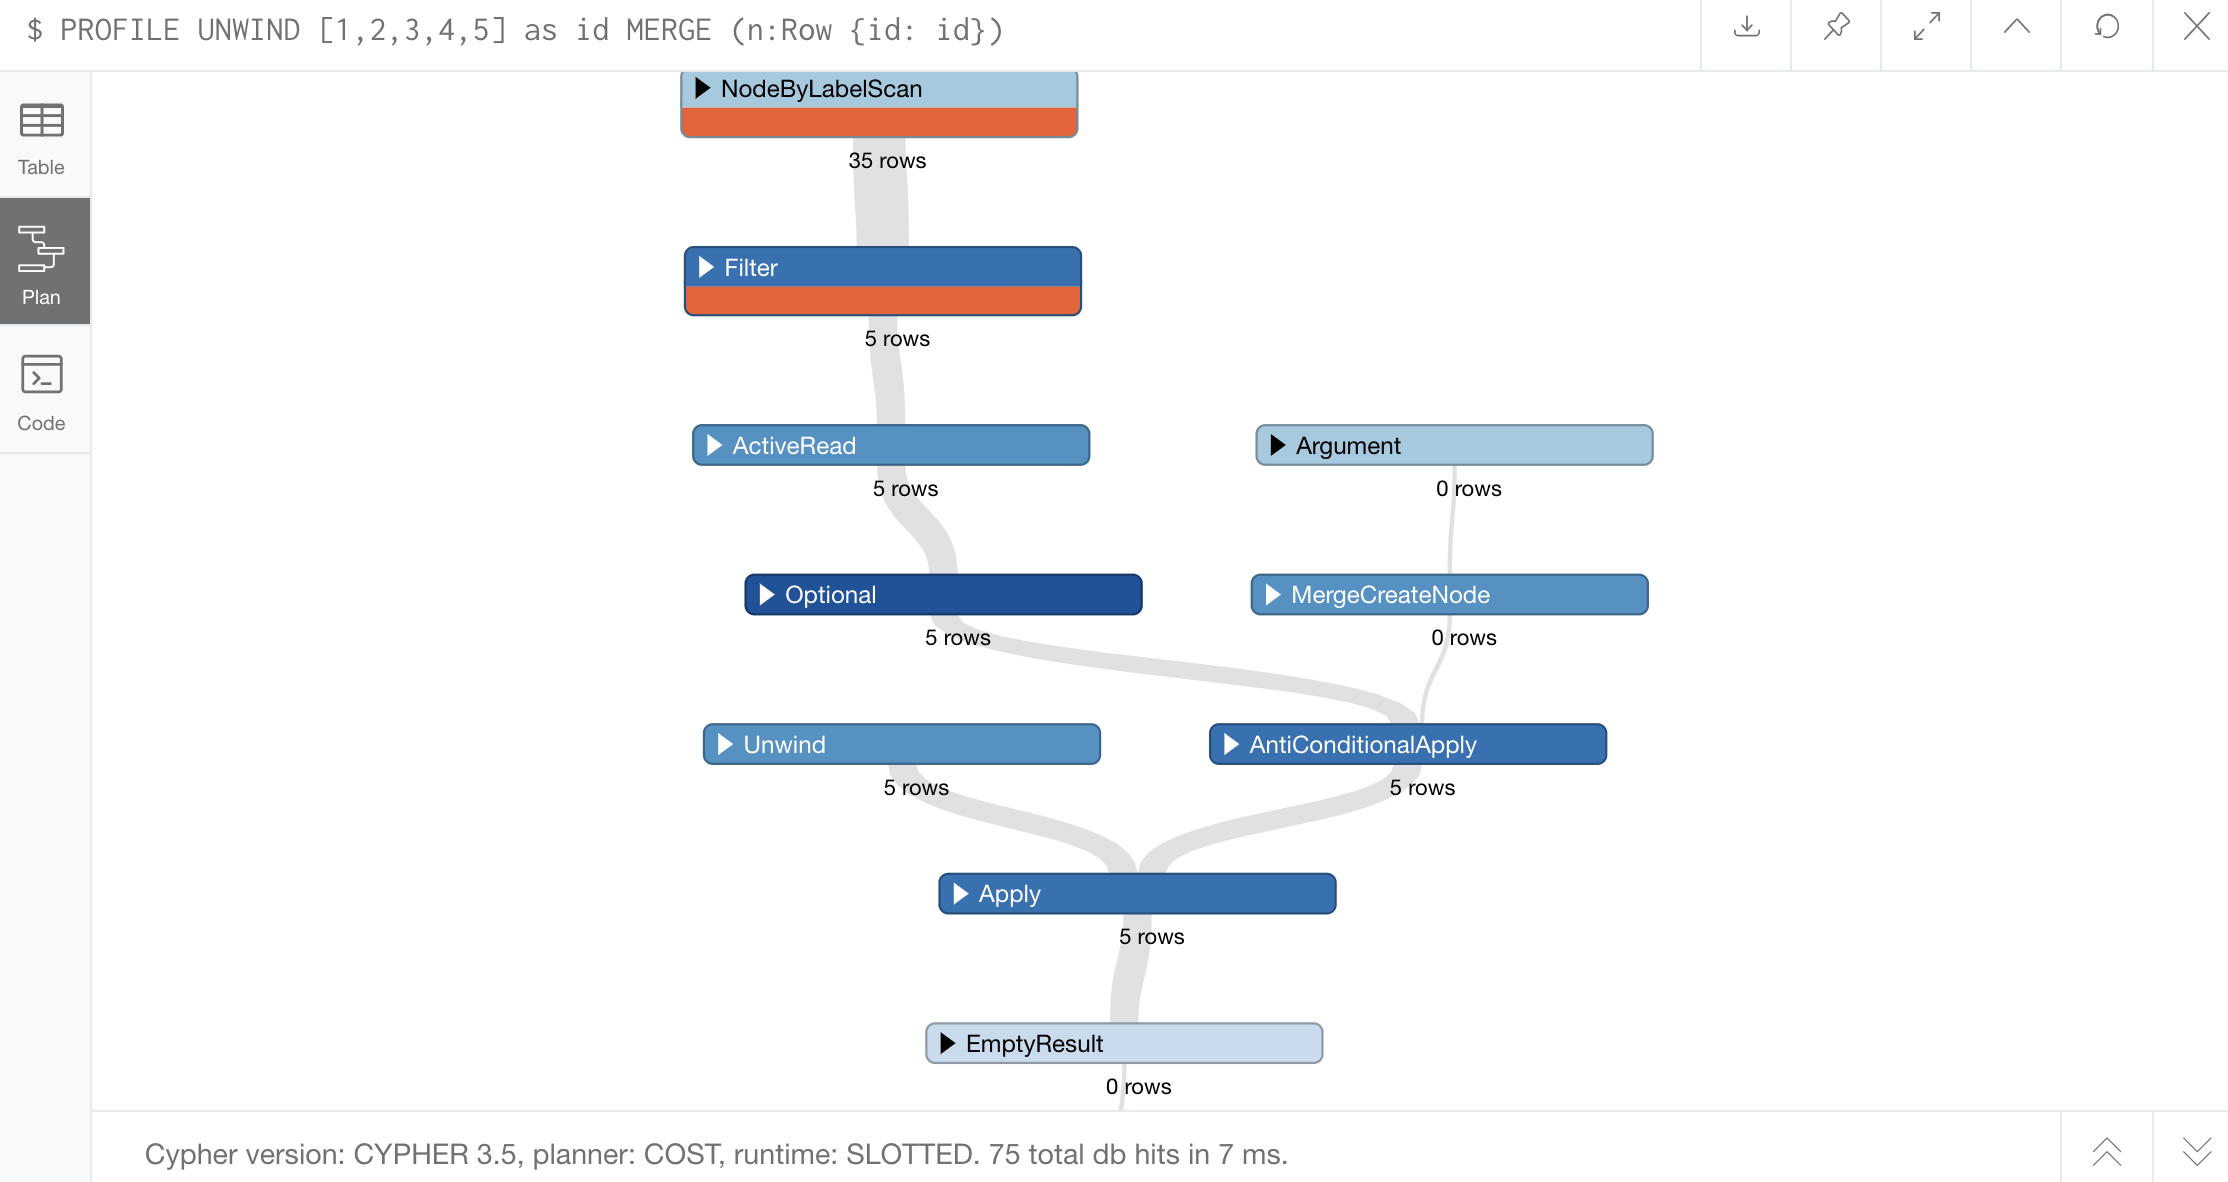 $ PROFILE UNWIND [1,2,3,4,5] as id MERGE (n:Row {id: id})
Table
Plan
Code
NodeByLabelScan
35 rows
Filter
5 rows
ActiveRead
5 rows
Argument
0 rows
Optional
5 rows
MergeCreateNode
0 rows
Unwind
5 rows
AntiConditionalApply
5 rows
Apply
5 rows
EmptyResult
0 rows
Cypher version: CYPHER 3.5, planner: COST, runtime: SLOTTED. 75 total db hits in 7 ms.